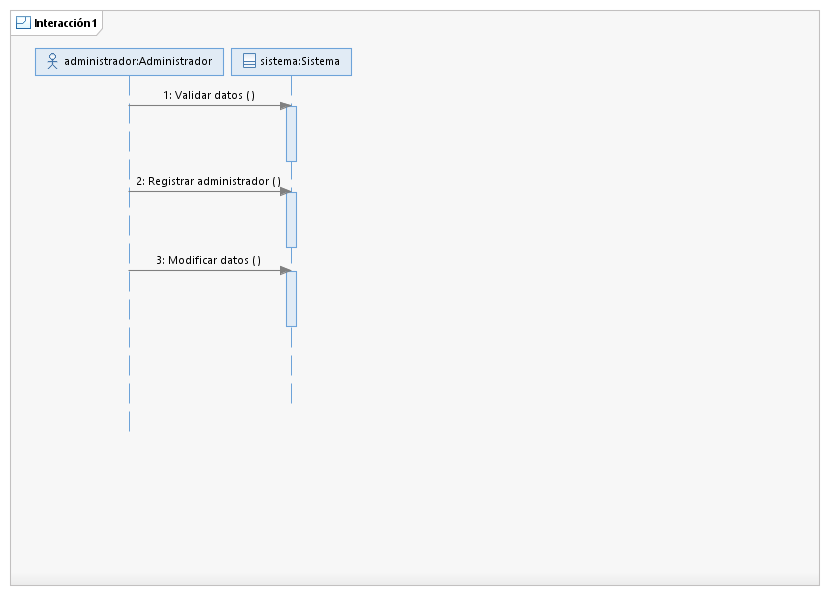 Interacción1
administrador:Administrador
sistema:Sistema
1: Validar datos ( )
2: Registrar administrador ( )
3: Modificar datos ( )